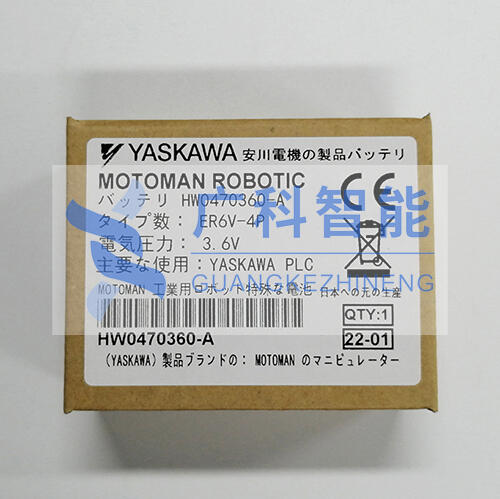 YASKAWA 安川電機の製品バッテリ
MOTOMAN ROBOTIC
バッテリ HW0470360-A
タイプ数： ER6V-4P
電気圧力： 3.6V
主要な使用：YASKAWA PLC
MOTOMAN 工業用ロボット特殊な電池 日本への元の生産
HW0470360-A
(YASKAWA) 製品ブランドの： MOTOMAN のマニピュレーター
CE
QTY:1
22-01
广科智能
GUANGKEZHINENG